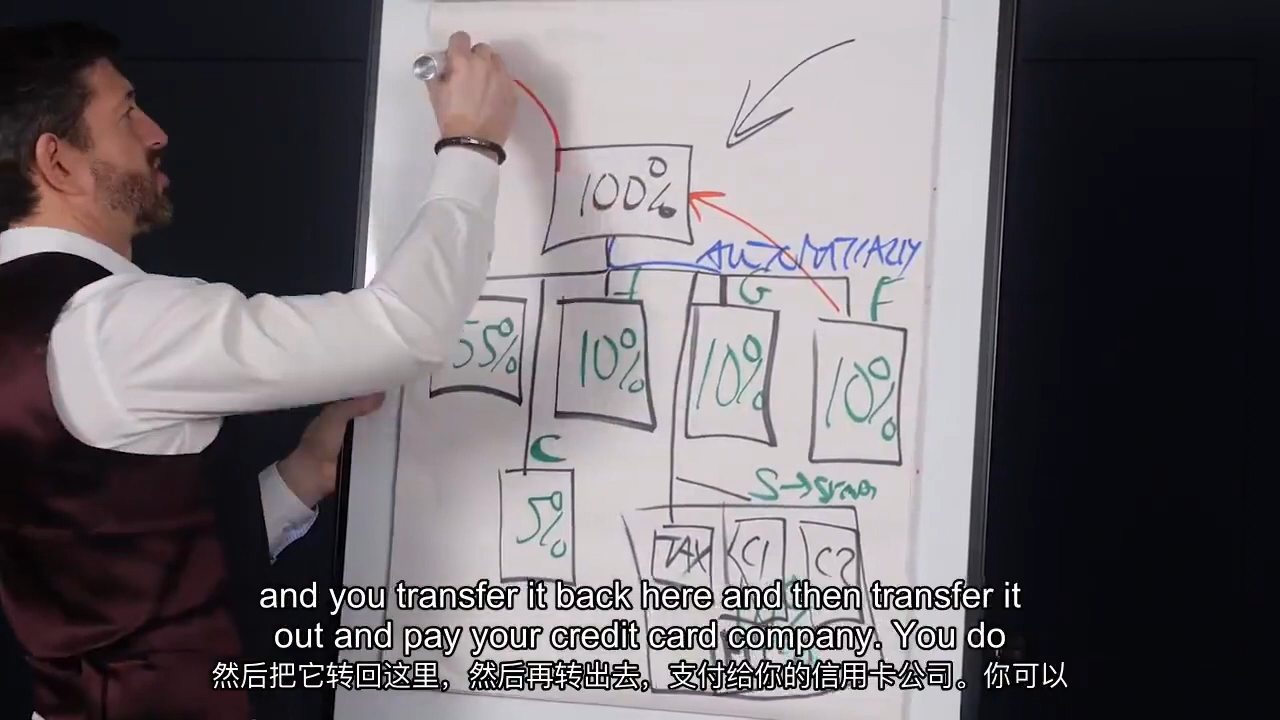 100%
AUTOMATICALLY
I
G
F
55%
10%
10%
10%
C
5%
S→
TAX
C1
C2
and you transfer it back here and then transfer it
out and pay your credit card company. You do
然后把它转回这里，然后再转出去，支付给你的信用卡公司。你可以